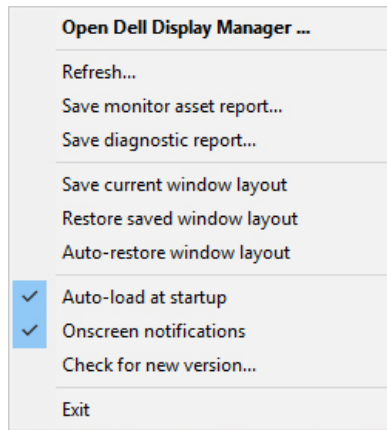 Open Dell Display Manager ...
Refresh...
Save monitor asset report...
Save diagnostic report...
Save current window layout
Restore saved window layout
Auto-restore window layout
Auto-load at startup
Onscreen notifications
Check for new version...
Exit